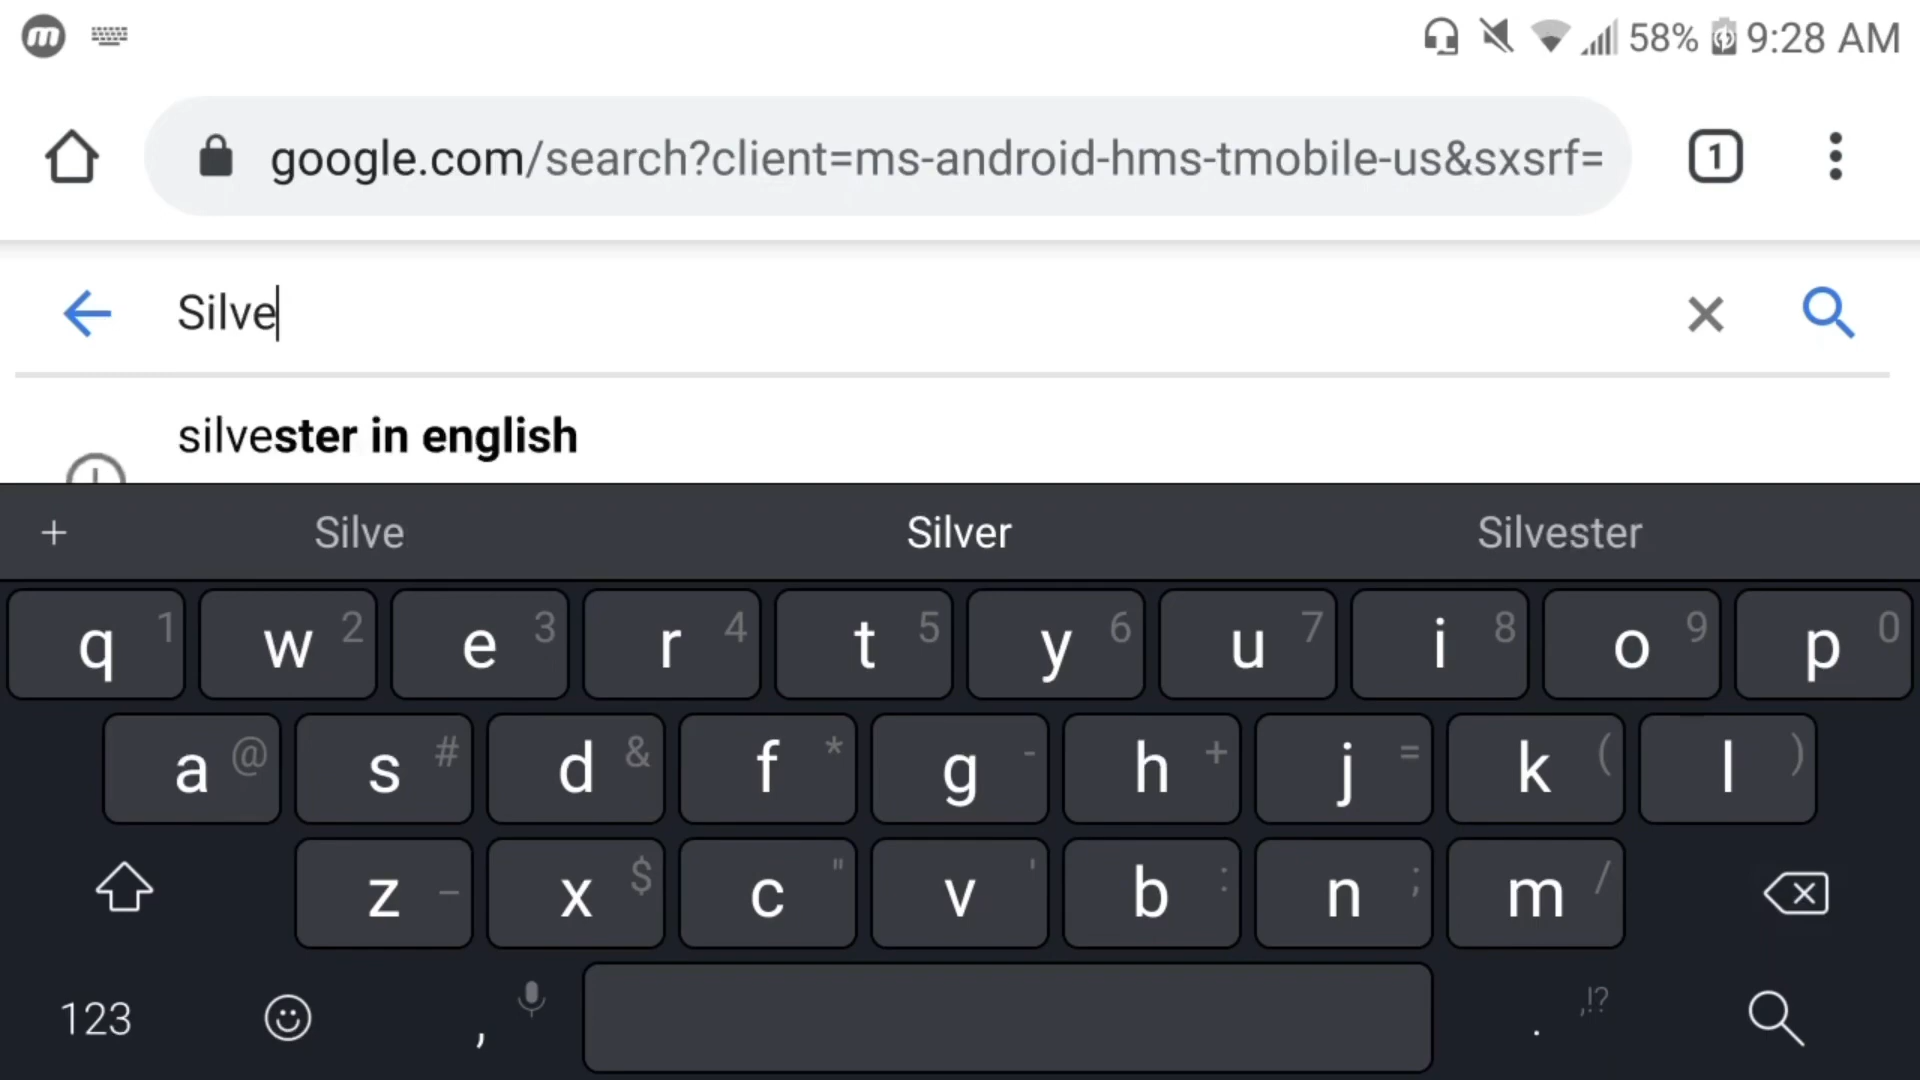 m 58% 9:28 AM
google.com/search?client=ms-android-hms-tmobile-us&sxsrf= 1
Silve
silvester in english
+ Silve Silver Silvester
q 1 w 2 e 3 r 4 t 5 y 6 u 7 i 8 o 9 p 0
a @ s # d & f * g - h + j = k ( l )
z _ x $ c " v ' b : n ; m /
123 , . ,!?